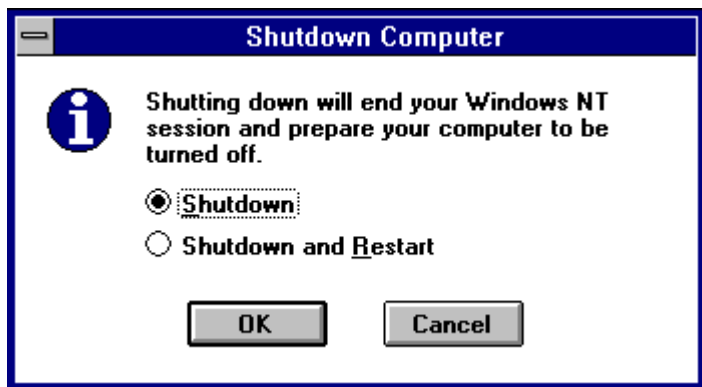 Shutdown Computer
Shutting down will end your Windows NT
session and prepare your computer to be
turned off.
Shutdown
Shutdown and Restart
OK Cancel